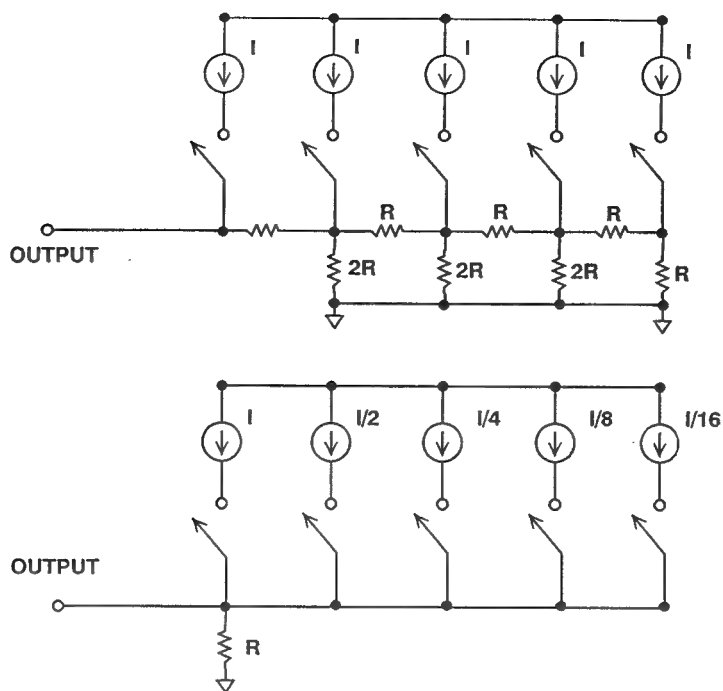 I I I I I
R R R
OUTPUT
2R 2R 2R R
I I/2 I/4 I/8 I/16
OUTPUT
R